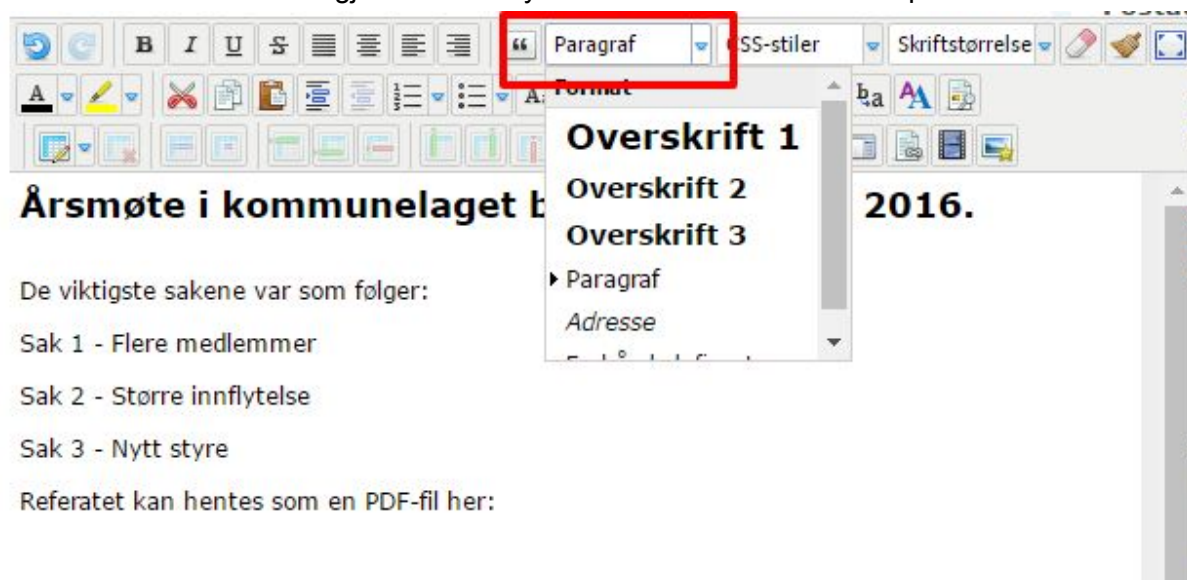 B I U S Paragraf SS-stiler Skriftstørrelse
A
Format
Overskrift 1
Overskrift 2
Overskrift 3
Paragraf
Adresse
Årsmøte i kommunelaget 2016.
De viktigste sakene var som følger:
Sak 1 - Flere medlemmer
Sak 2 - Større innflytelse
Sak 3 - Nytt styre
Referatet kan hentes som en PDF-fil her: